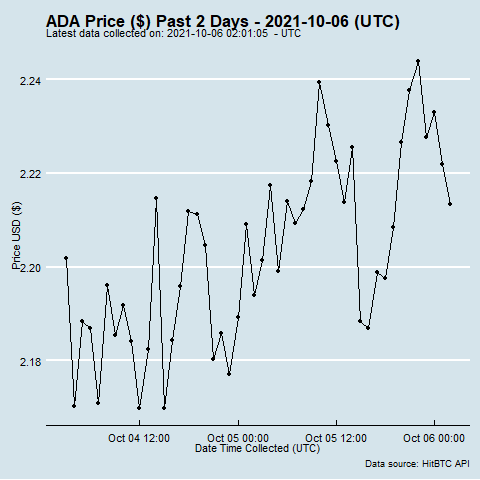 ADA Price ($) Past 2 Days - 2021-10-06 (UTC)
Latest data collected on: 2021-10-06 02:01:05 - UTC
Price USD ($)
2.24
2.22
2.20
2.18
Oct 04 12:00 Oct 05 00:00 Oct 05 12:00 Oct 06 00:00
Date Time Collected (UTC)
Data source: HitBTC API